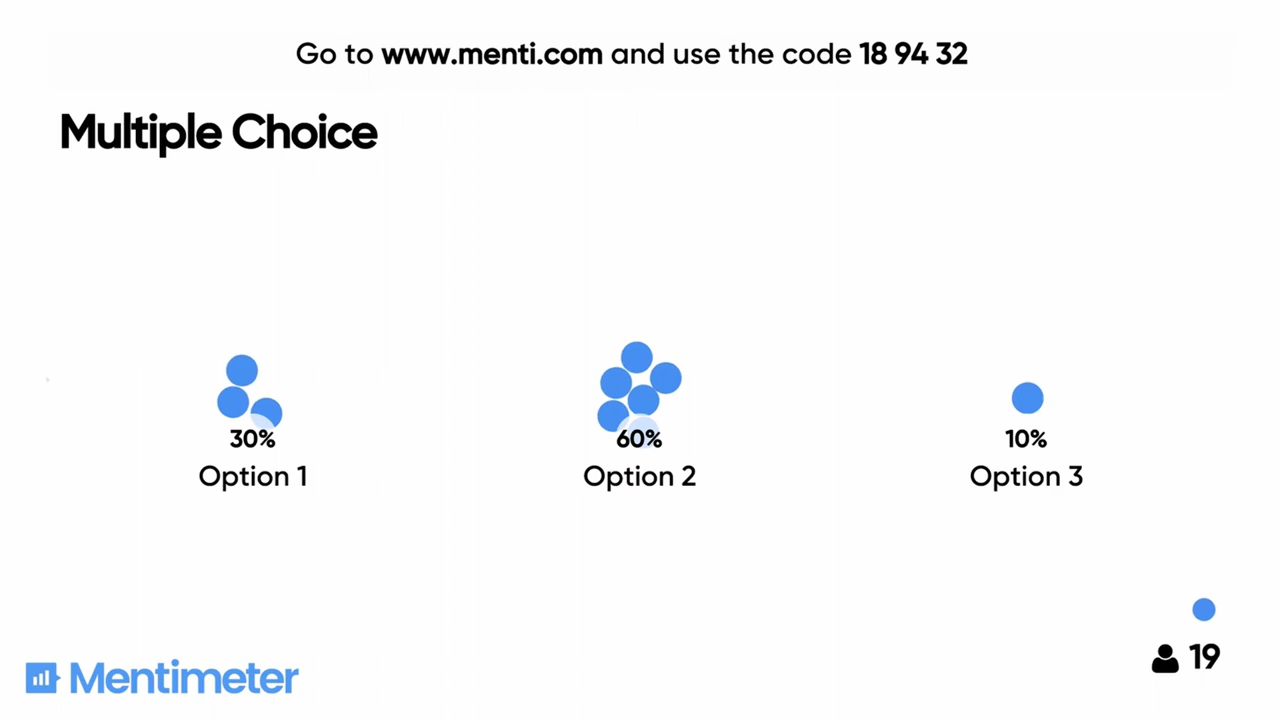 Go to www.menti.com and use the code 18 94 32
Multiple Choice
30%
60%
10%
Option 1
Option 2
Option 3
19
Mentimeter